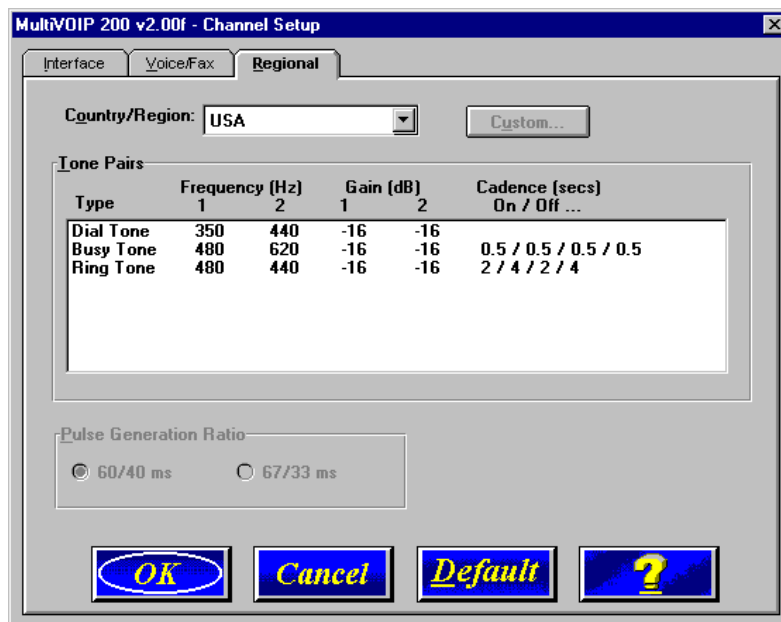 MultiVOIP 200 v2.00f - Channel Setup
Interface Voice/Fax Regional
Country/Region: USA Custom...
Tone Pairs
Frequency (Hz) Gain (dB) Cadence (secs)
Type 1 2 1 2 On / Off ...
Dial Tone 350 440 -16 -16
Busy Tone 480 620 -16 -16 0.5 / 0.5 / 0.5 / 0.5
Ring Tone 480 440 -16 -16 2 / 4 / 2 / 4
Pulse Generation Ratio
60/40 ms 67/33 ms
OK Cancel Default ?